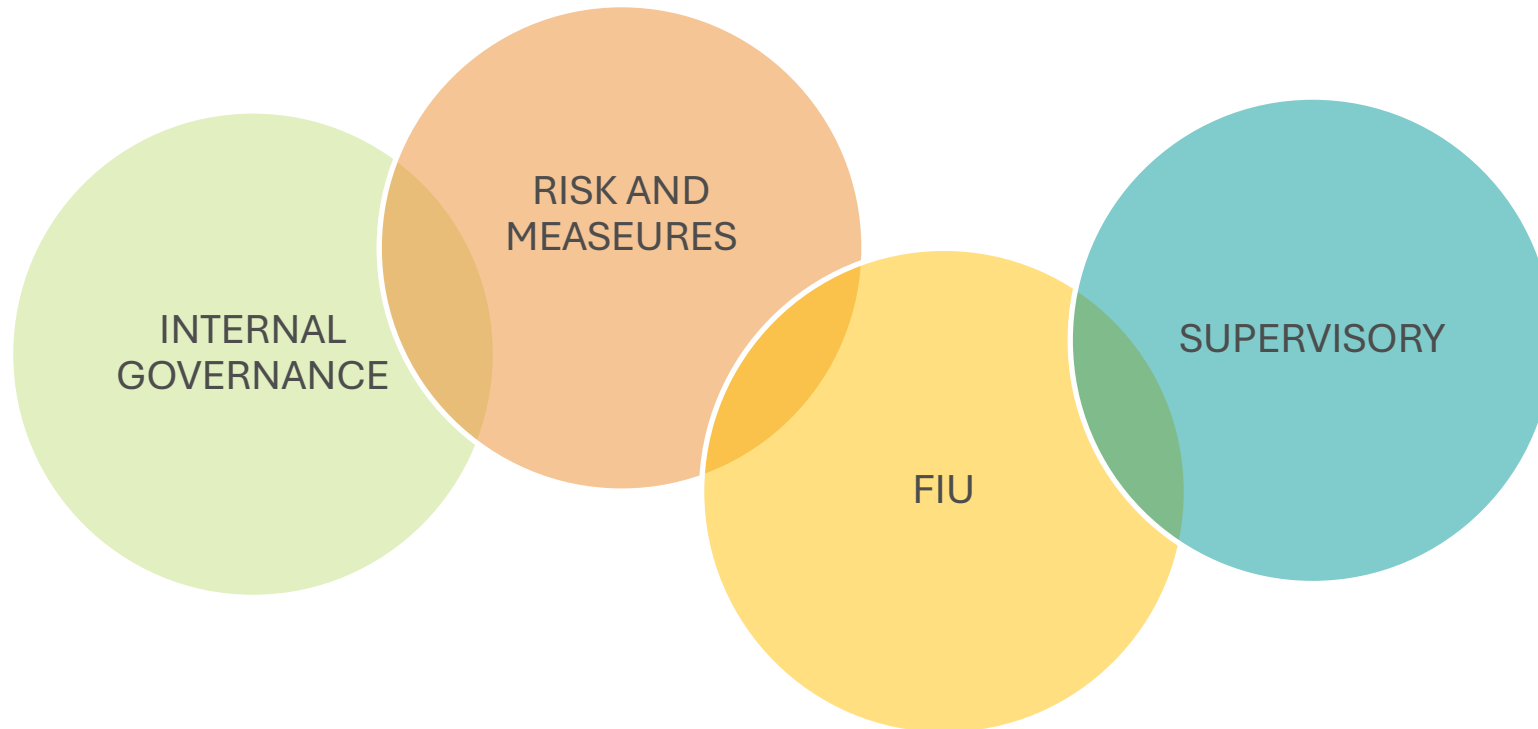 INTERNAL
GOVERNANCE
RISK AND
MEASEURES
FIU
SUPERVISORY